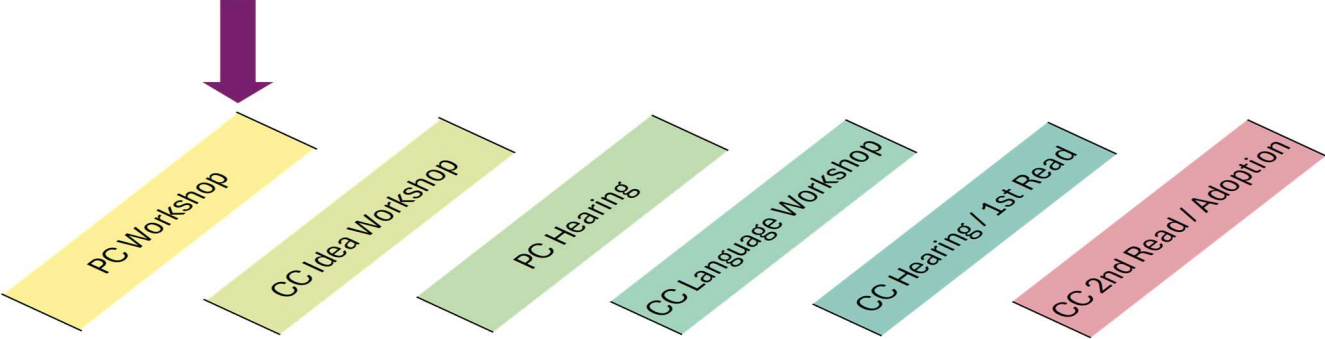 PC Workshop
CC Idea Workshop
PC Hearing
CC Language Workshop
CC Hearing / 1st Read
CC 2nd Read / Adoption